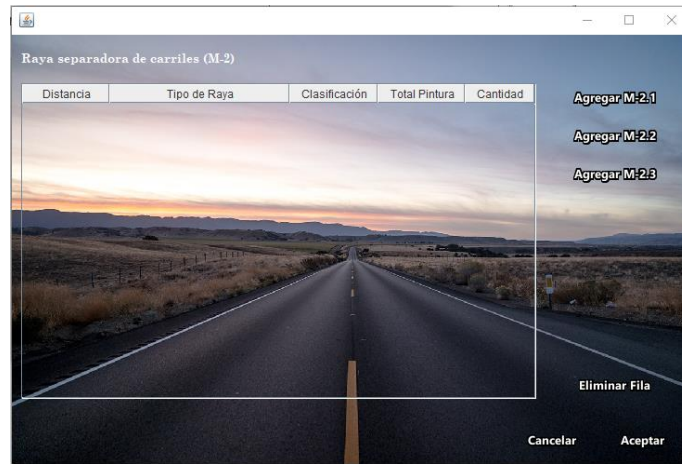 Raya separadora de carriles (M-2)
Distancia Tipo de Raya Clasificación Total Pintura Cantidad
Agregar M-2.1
Agregar M-2.2
Agregar M-2.3
Eliminar Fila
Cancelar Aceptar